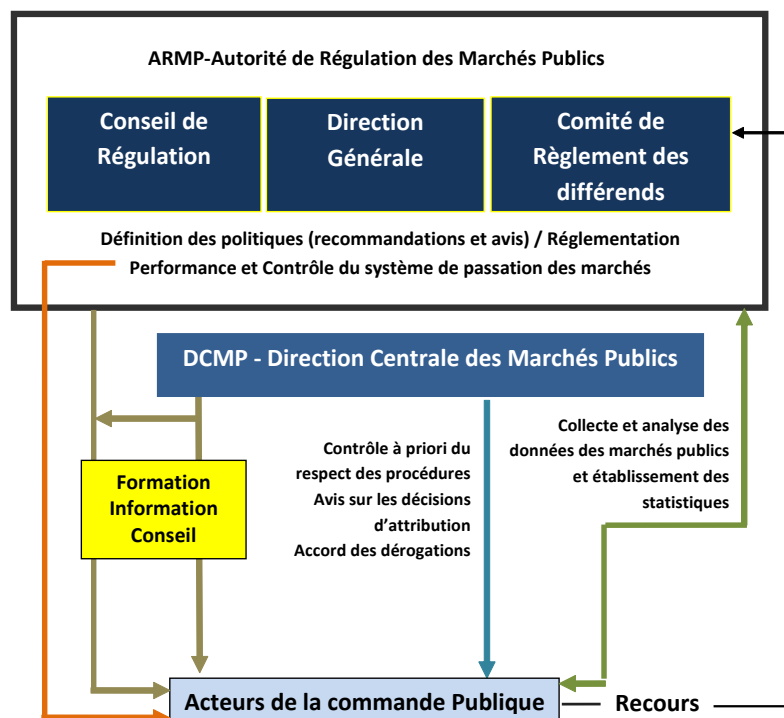 ARMP-Autorité de Régulation des Marchés Publics
Conseil de
Régulation
Direction
Générale
Comité de
Règlement des
différends
Définition des politiques (recommandations et avis) / Réglementation
Performance et Contrôle du système de passation des marchés
DCMP - Direction Centrale des Marchés Publics
Formation
Information
Conseil
Contrôle à priori du
respect des procédures
Avis sur les décisions
d'attribution
Accord des dérogations
Collecte et analyse des
données des marchés publics
et établissement des
statistiques
Acteurs de la commande Publique
Recours